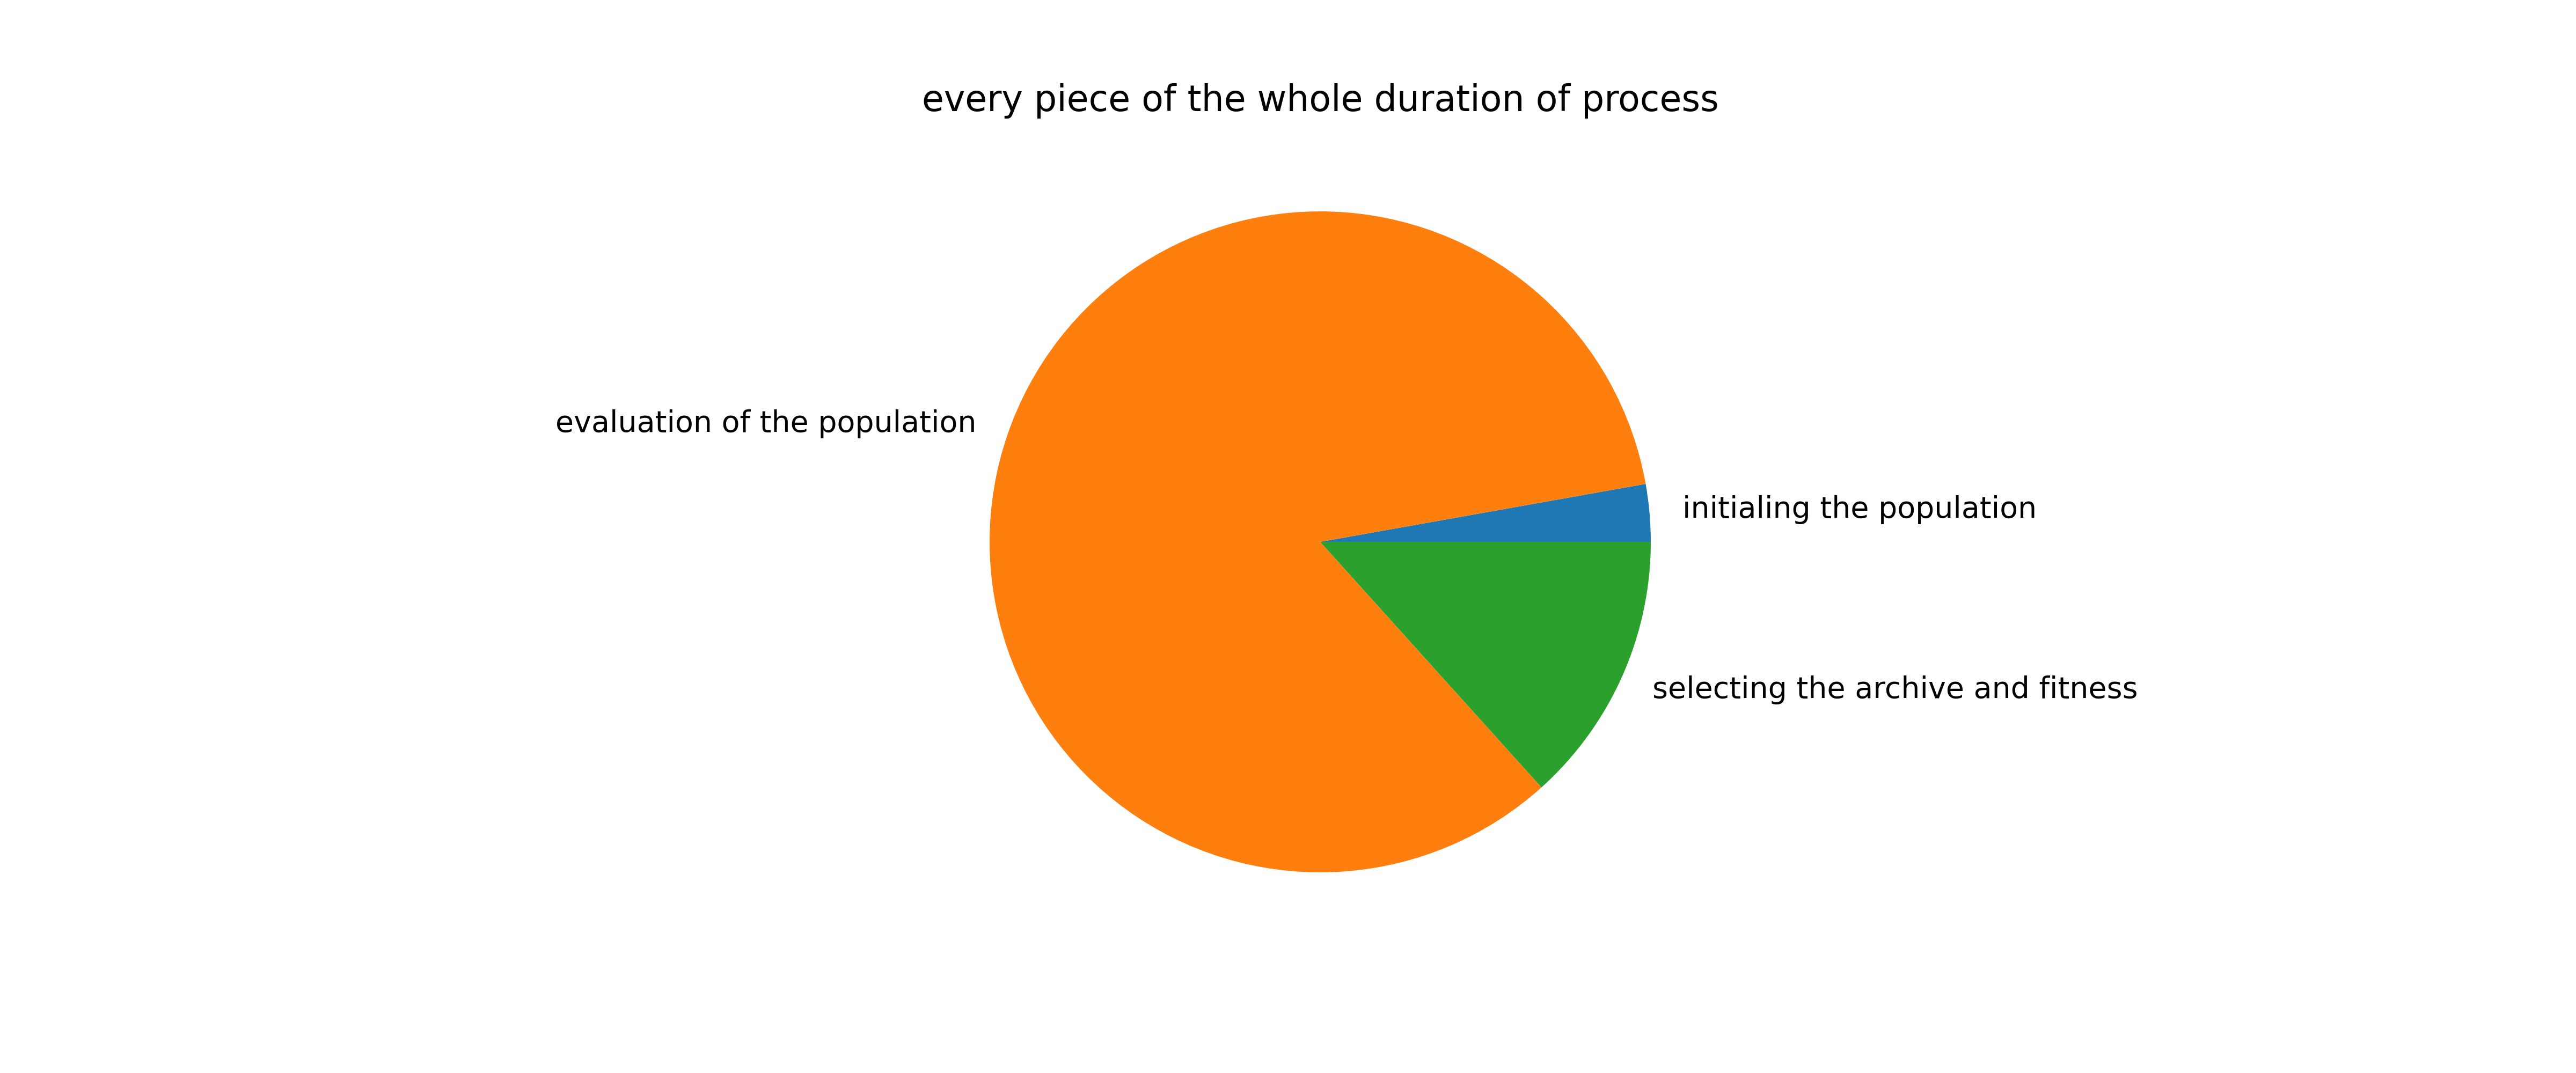 every piece of the whole duration of process
evaluation of the population
initialing the population
selecting the archive and fitness